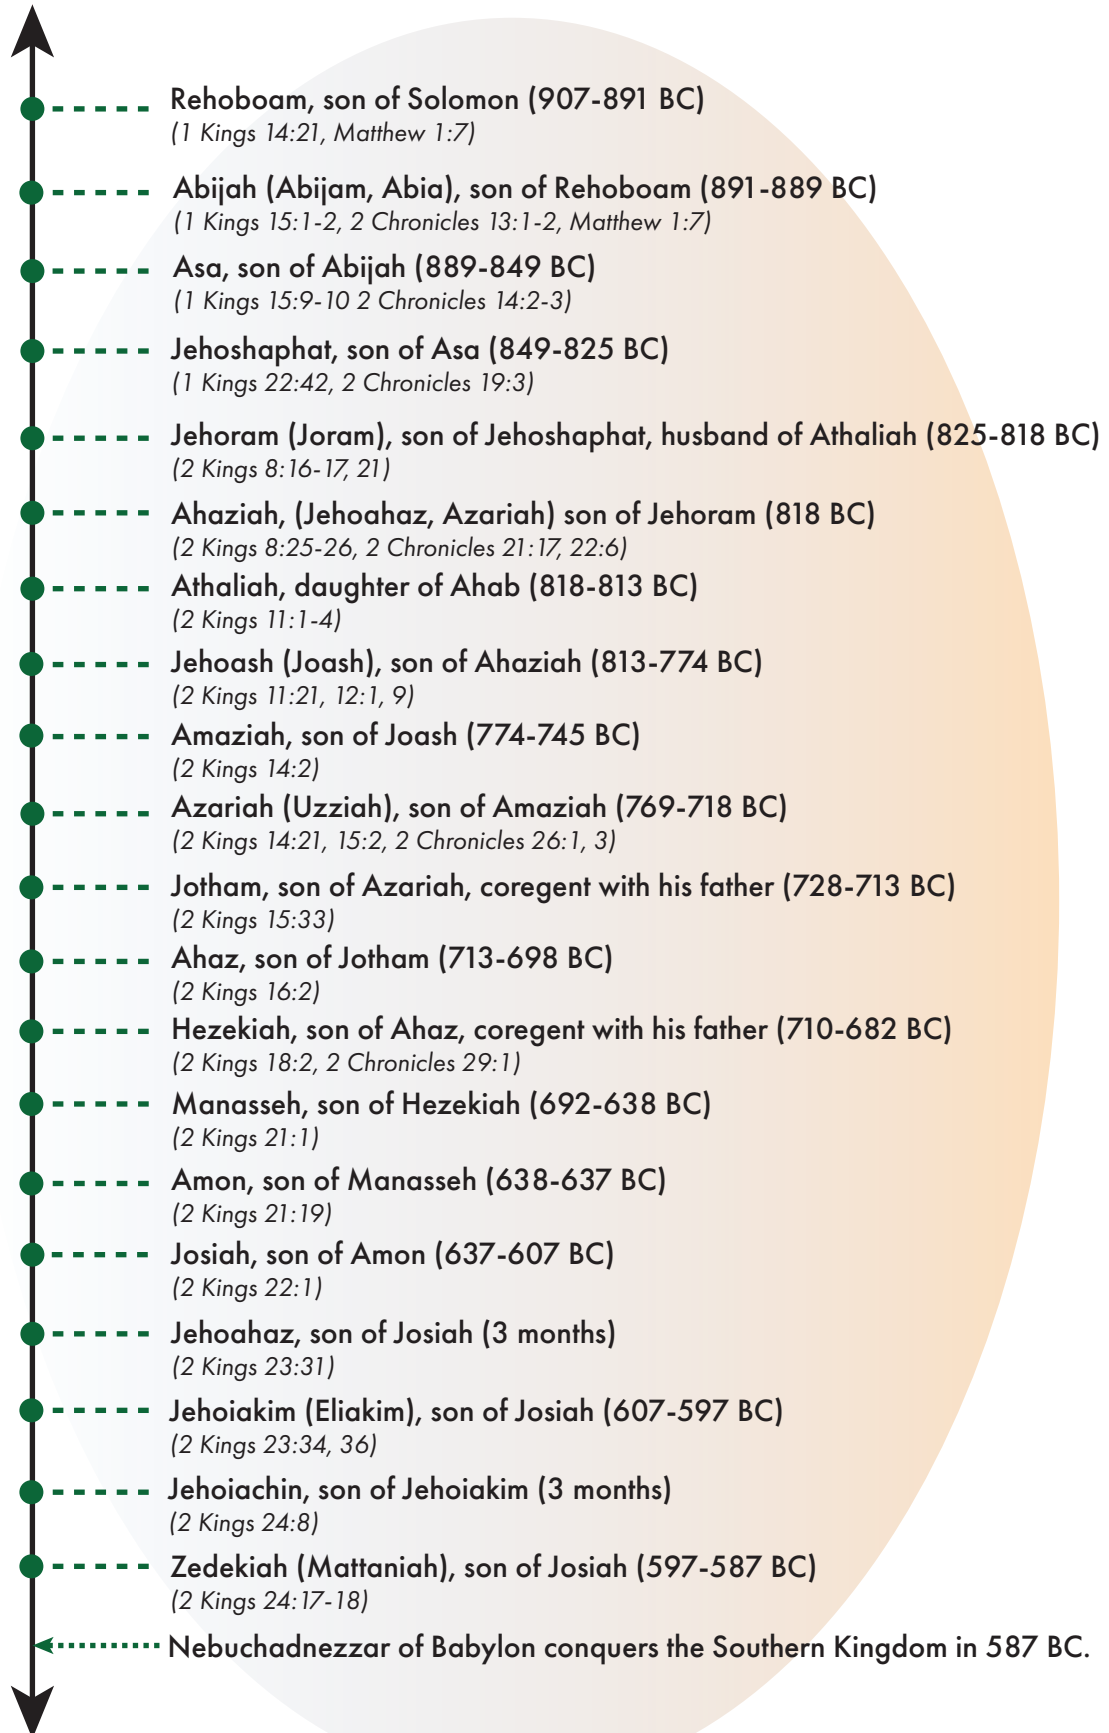 Rehoboam, son of Solomon (907-891 BC)
(1 Kings 14:21, Matthew 1:7)
Abijah (Abijam, Abia), son of Rehoboam (891-889 BC)
(1 Kings 15:1-2, 2 Chronicles 13:1-2, Matthew 1:7)
Asa, son of Abijah (889-849 BC)
(1 Kings 15:9-10 2 Chronicles 14:2-3)
Jehoshaphat, son of Asa (849-825 BC)
(1 Kings 22:42, 2 Chronicles 19:3)
Jehoram (Joram), son of Jehoshaphat, husband of Athaliah (825-818 BC)
(2 Kings 8:16-17, 21)
Ahaziah, (Jehoahaz, Azariah) son of Jehoram (818 BC)
(2 Kings 8:25-26, 2 Chronicles 21:17, 22:6)
Athaliah, daughter of Ahab (818-813 BC)
(2 Kings 11:1-4)
Jehoash (Joash), son of Ahaziah (813-774 BC)
(2 Kings 11:21, 12:1, 9)
Amaziah, son of Joash (774-745 BC)
(2 Kings 14:2)
Azariah (Uzziah), son of Amaziah (769-718 BC)
(2 Kings 14:21, 15:2, 2 Chronicles 26:1, 3)
Jotham, son of Azariah, coregent with his father (728-713 BC)
(2 Kings 15:33)
Ahaz, son of Jotham (713-698 BC)
(2 Kings 16:2)
Hezekiah, son of Ahaz, coregent with his father (710-682 BC)
(2 Kings 18:2, 2 Chronicles 29:1)
Manasseh, son of Hezekiah (692-638 BC)
(2 Kings 21:1)
Amon, son of Manasseh (638-637 BC)
(2 Kings 21:19)
Josiah, son of Amon (637-607 BC)
(2 Kings 22:1)
Jehoahaz, son of Josiah (3 months)
(2 Kings 23:31)
Jehoiakim (Eliakim), son of Josiah (607-597 BC)
(2 Kings 23:34, 36)
Jehoiachin, son of Jehoiakim (3 months)
(2 Kings 24:8)
Zedekiah (Mattaniah), son of Josiah (597-587 BC)
(2 Kings 24:17-18)
Nebuchadnezzar of Babylon conquers the Southern Kingdom in 587 BC.